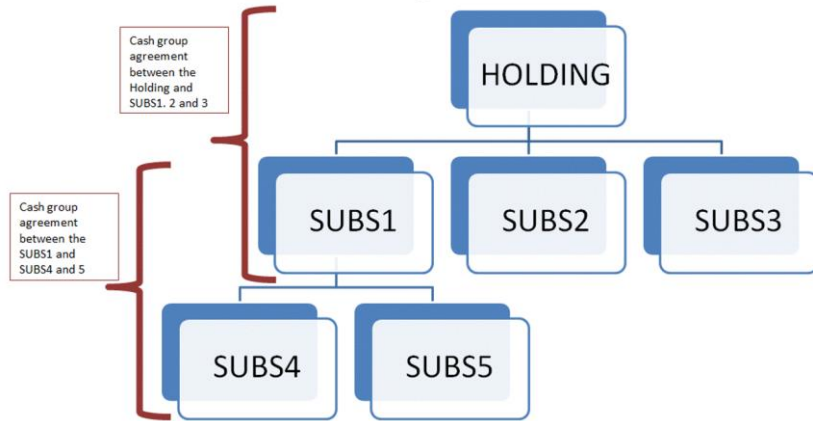 Cash group
agreement
between the
Holding and
SUBS1. 2 and 3
HOLDING
SUBS1
SUBS2
SUBS3
Cash group
agreement
between the
SUBS1 and
SUBS4 and 5
SUBS4
SUBS5